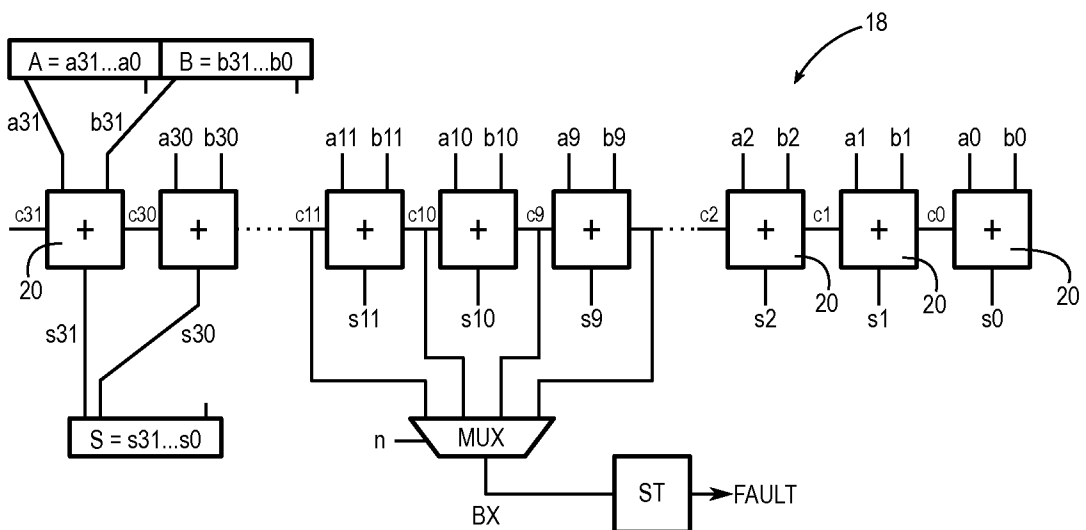 18
A = a31...a0 B = b31...b0
a31 b31 a30 b30 a11 b11 a10 b10 a9 b9 a2 b2 a1 b1 a0 b0
c31 + c30 + c11 + c10 + c9 + c2 + c1 + c0 +
20 20 20 20
s31 s30 s11 s10 s9 s2 s1 s0
S = s31...s0
n MUX
BX ST FAULT